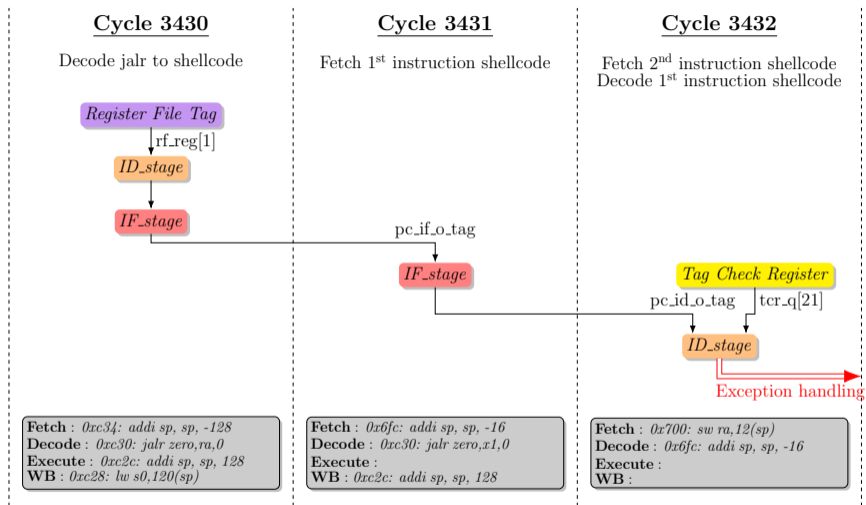 Cycle 3430
Decode jalr to shellcode
Register File Tag
rf_reg[1]
ID_stage
IF_stage
Fetch : 0xc34: addi sp, sp, -128
Decode : 0xc30: jalr zero,ra,0
Execute : 0xc2c: addi sp, sp, 128
WB : 0xc28: lw s0,120(sp)
Cycle 3431
Fetch 1st instruction shellcode
pc_if_o_tag
IF_stage
Fetch : 0x6fc: addi sp, sp, -16
Decode : 0xc30: jalr zero,x1,0
Execute :
WB : 0xc2c: addi sp, sp, 128
Cycle 3432
Fetch 2nd instruction shellcode
Decode 1st instruction shellcode
Tag Check Register
pc_id_o_tag
tcr_q[21]
ID_stage
Exception handling
Fetch : 0x700: sw ra,12(sp)
Decode : 0x6fc: addi sp, sp, -16
Execute :
WB :